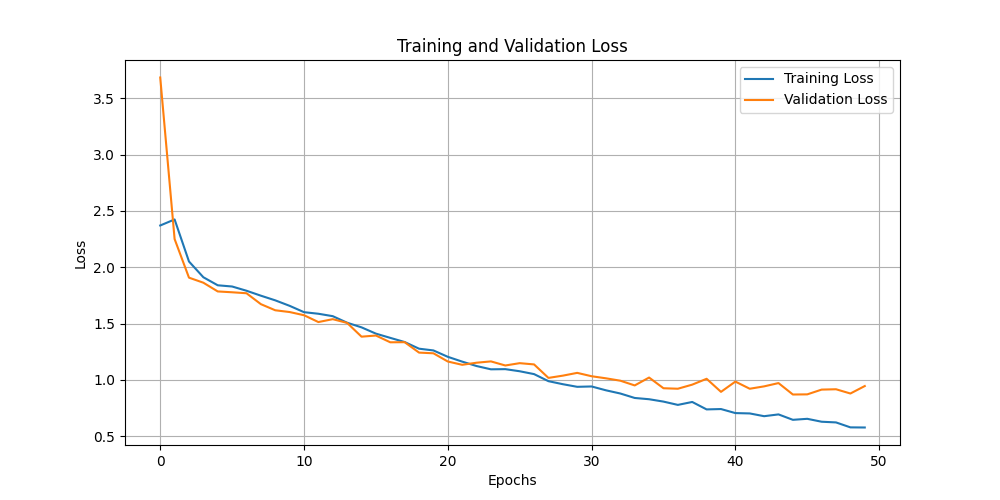 Training and Validation Loss
Training Loss
Validation Loss
3.5
3.0
2.5
2.0
1.5
1.0
0.5
Loss
0 10 20 30 40 50
Epochs